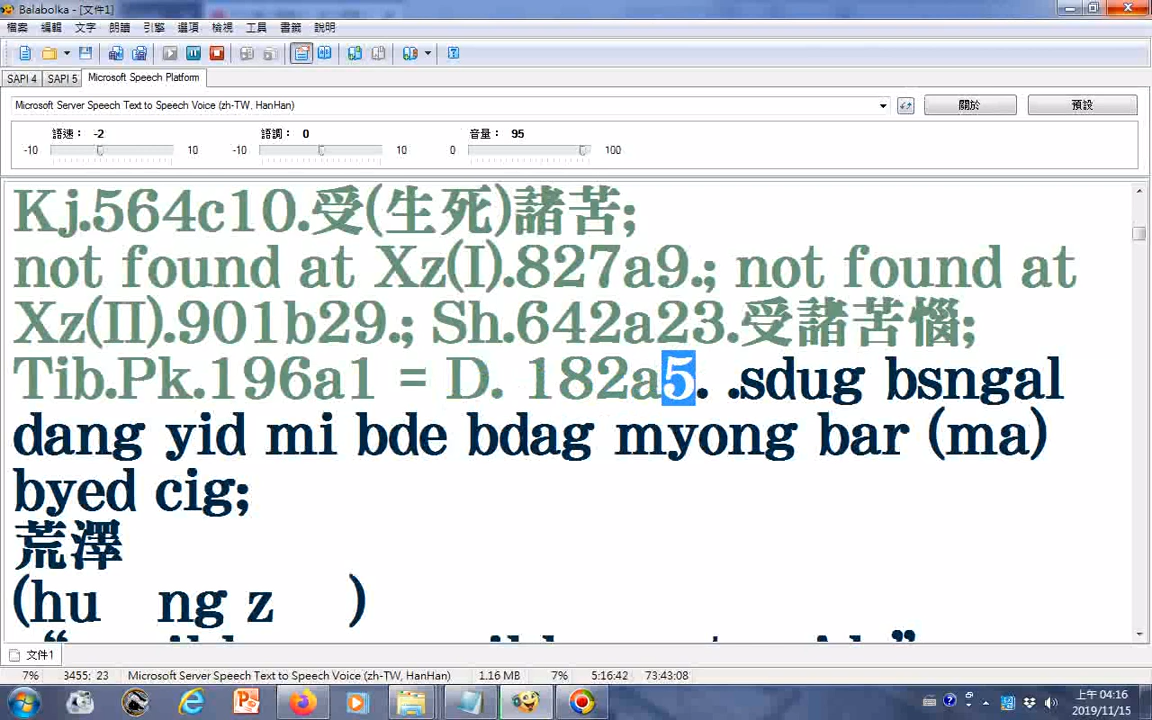 Balabolka - [文件1]
檔案 編輯 文字 朗讀 引擎 選項 檢視 工具 書籤 說明
SAPI 4 SAPI 5 Microsoft Speech Platform
Microsoft Server Speech Text to Speech Voice (zh-TW, HanHan) 關於 預設
語速： -2 語調： 0 音量： 95
-10 10 -10 10 0 100
Kj.564c10.受(生死)諸苦;
not found at Xz(I).827a9.; not found at
Xz(II).901b29.; Sh.642a23.受諸苦惱;
Tib.Pk.196a1 = D. 182a5. .sdug bsngal
dang yid mi bde bdag myong bar (ma)
byed cig;
荒澤
(hu ng z )
文件1
7% 3455; 23 Microsoft Server Speech Text to Speech Voice (zh-TW, HanHan) 1.16 MB 7% 5:16:42 73:43:08
上午 04:16
2019/11/15